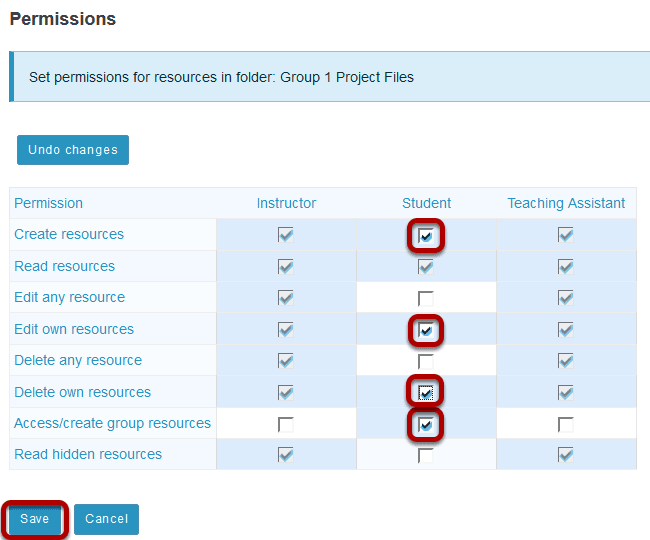 Permissions
Set permissions for resources in folder: Group 1 Project Files
Undo changes
Permission Instructor Student Teaching Assistant
Create resources
Read resources
Edit any resource
Edit own resources
Delete any resource
Delete own resources
Access/create group resources
Read hidden resources
Save Cancel